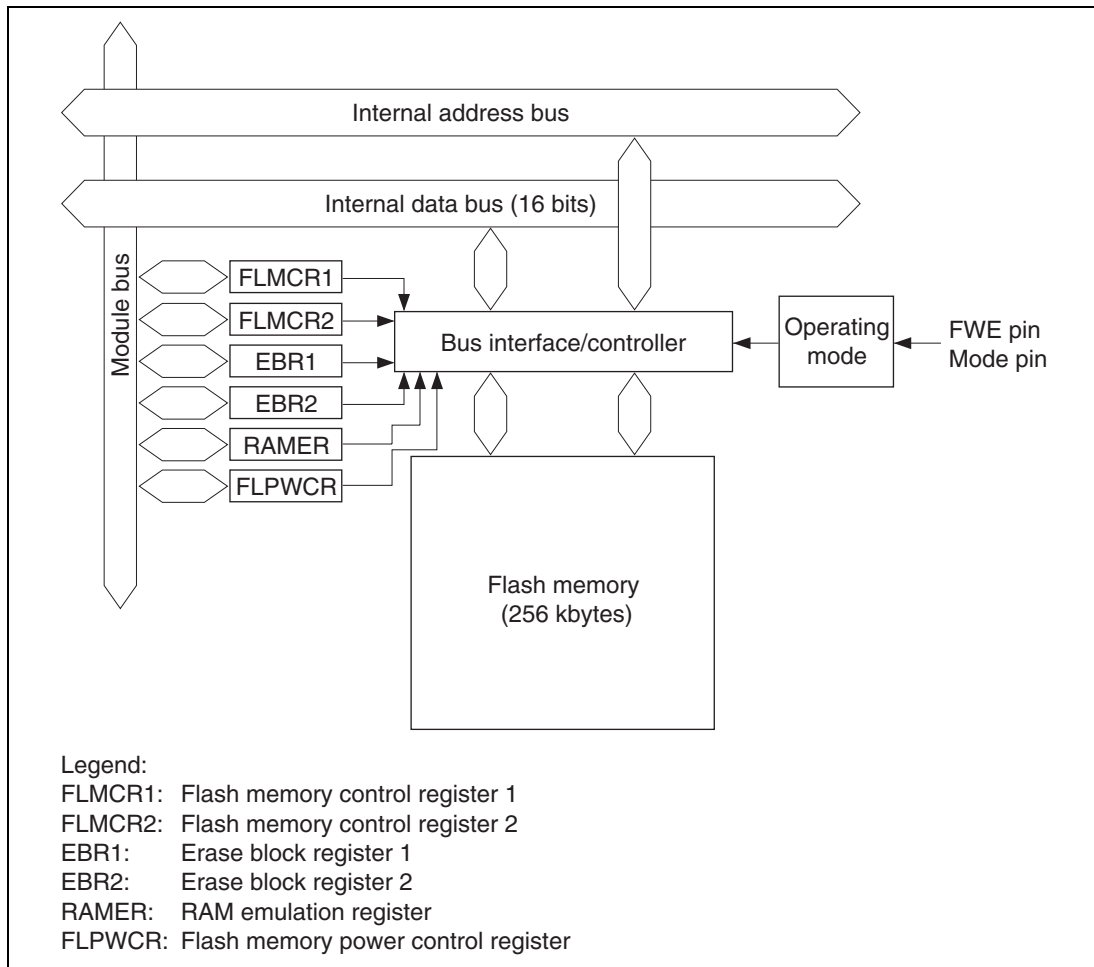 Internal address bus
Internal data bus (16 bits)
Module bus
FLMCR1
FLMCR2
EBR1
EBR2
RAMER
FLPWCR
Bus interface/controller
Operating
mode
FWE pin
Mode pin
Flash memory
(256 kbytes)
Legend:
FLMCR1: Flash memory control register 1
FLMCR2: Flash memory control register 2
EBR1: Erase block register 1
EBR2: Erase block register 2
RAMER: RAM emulation register
FLPWCR: Flash memory power control register